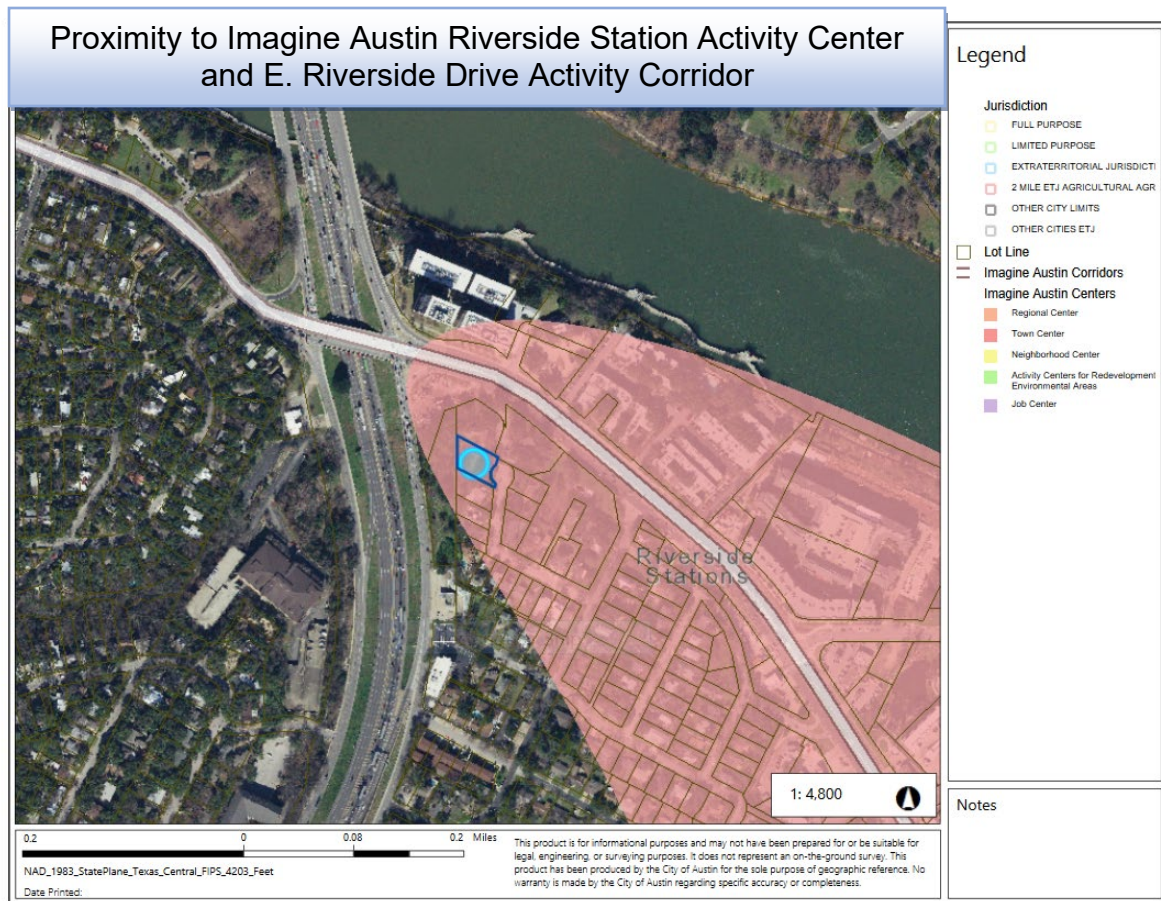 Proximity to Imagine Austin Riverside Station Activity Center
and E. Riverside Drive Activity Corridor
Legend
Jurisdiction
FULL PURPOSE
LIMITED PURPOSE
EXTRATERRITORIAL JURISDICTI
2 MILE ETJ AGRICULTURAL AGR
OTHER CITY LIMITS
OTHER CITIES ETJ
Lot Line
Imagine Austin Corridors
Imagine Austin Centers
Regional Center
Town Center
Neighborhood Center
Activity Centers for Redevelopment
Environmental Areas
Job Center
Riverside
Stations
1: 4,800
Notes
0.2 0 0.08 0.2 Miles
NAD_1983_StatePlane_Texas_Central_FIPS_4203_Feet
Date Printed:
This product is for informational purposes and may not have been prepared for or be suitable for
legal, engineering, or surveying purposes. It does not represent an on-the-ground survey. This
product has been produced by the City of Austin for the sole purpose of geographic reference. No
warranty is made by the City of Austin regarding specific accuracy or completeness.